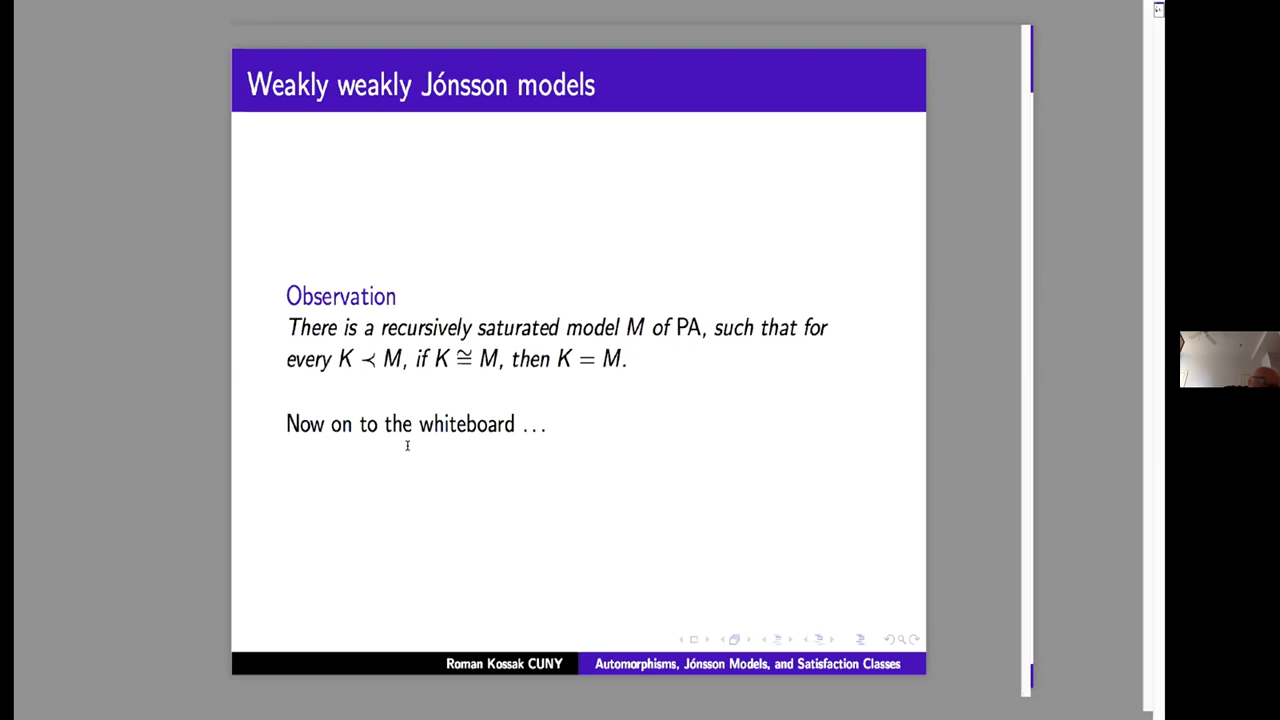 Weakly weakly Jónsson models
Observation
There is a recursively saturated model M of PA, such that for
every K ≺ M, if K ≅ M, then K = M.
Now on to the whiteboard ...
Roman Kossak CUNY
Automorphisms, Jónsson Models, and Satisfaction Classes